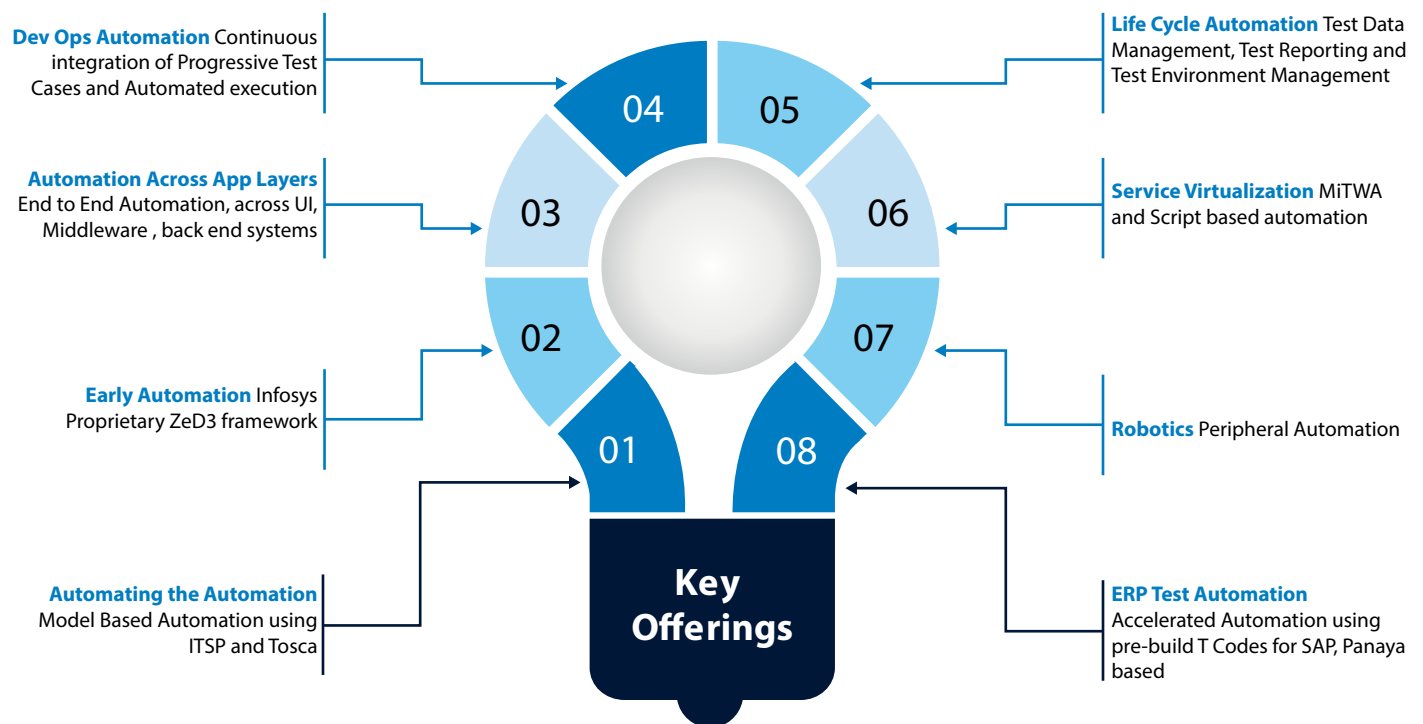 Dev Ops Automation Continuous
integration of Progressive Test
Cases and Automated execution
Automation Across App Layers
End to End Automation, across UI,
Middleware , back end systems
Early Automation Infosys
Proprietary ZeD3 framework
Automating the Automation
Model Based Automation using
ITSP and Tosca
04
05
03
06
02
07
01
08
Key
Offerings
Life Cycle Automation Test Data
Management, Test Reporting and
Test Environment Management
Service Virtualization MiTWA
and Script based automation
Robotics Peripheral Automation
ERP Test Automation
Accelerated Automation using
pre-build T Codes for SAP, Panaya
based